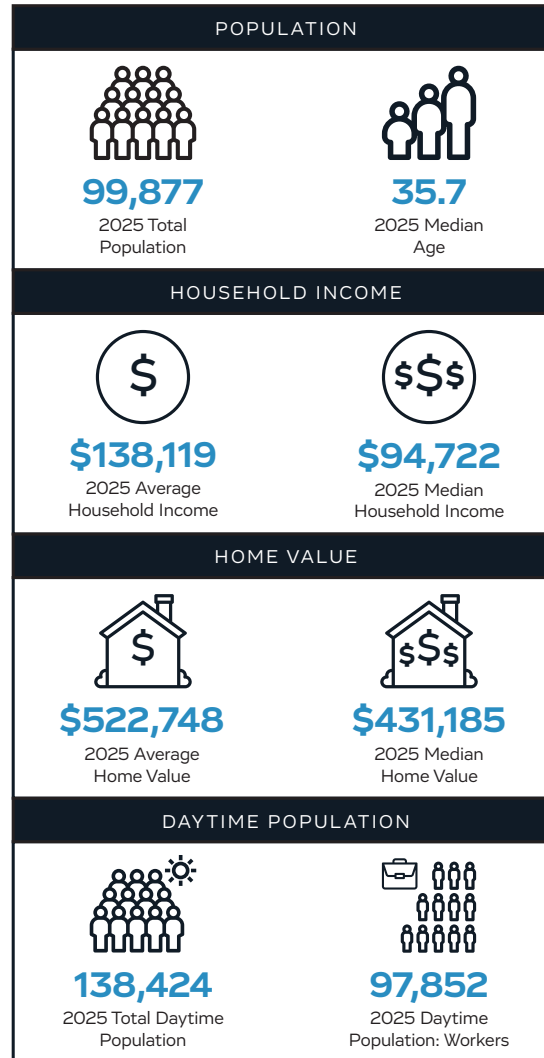 POPULATION
99,877
2025 Total
Population
35.7
2025 Median
Age
HOUSEHOLD INCOME
$
$138,119
2025 Average
Household Income
$$$
$94,722
2025 Median
Household Income
HOME VALUE
$
$522,748
2025 Average
Home Value
$$$
$431,185
2025 Median
Home Value
DAYTIME POPULATION
138,424
2025 Total Daytime
Population
97,852
2025 Daytime
Population: Workers